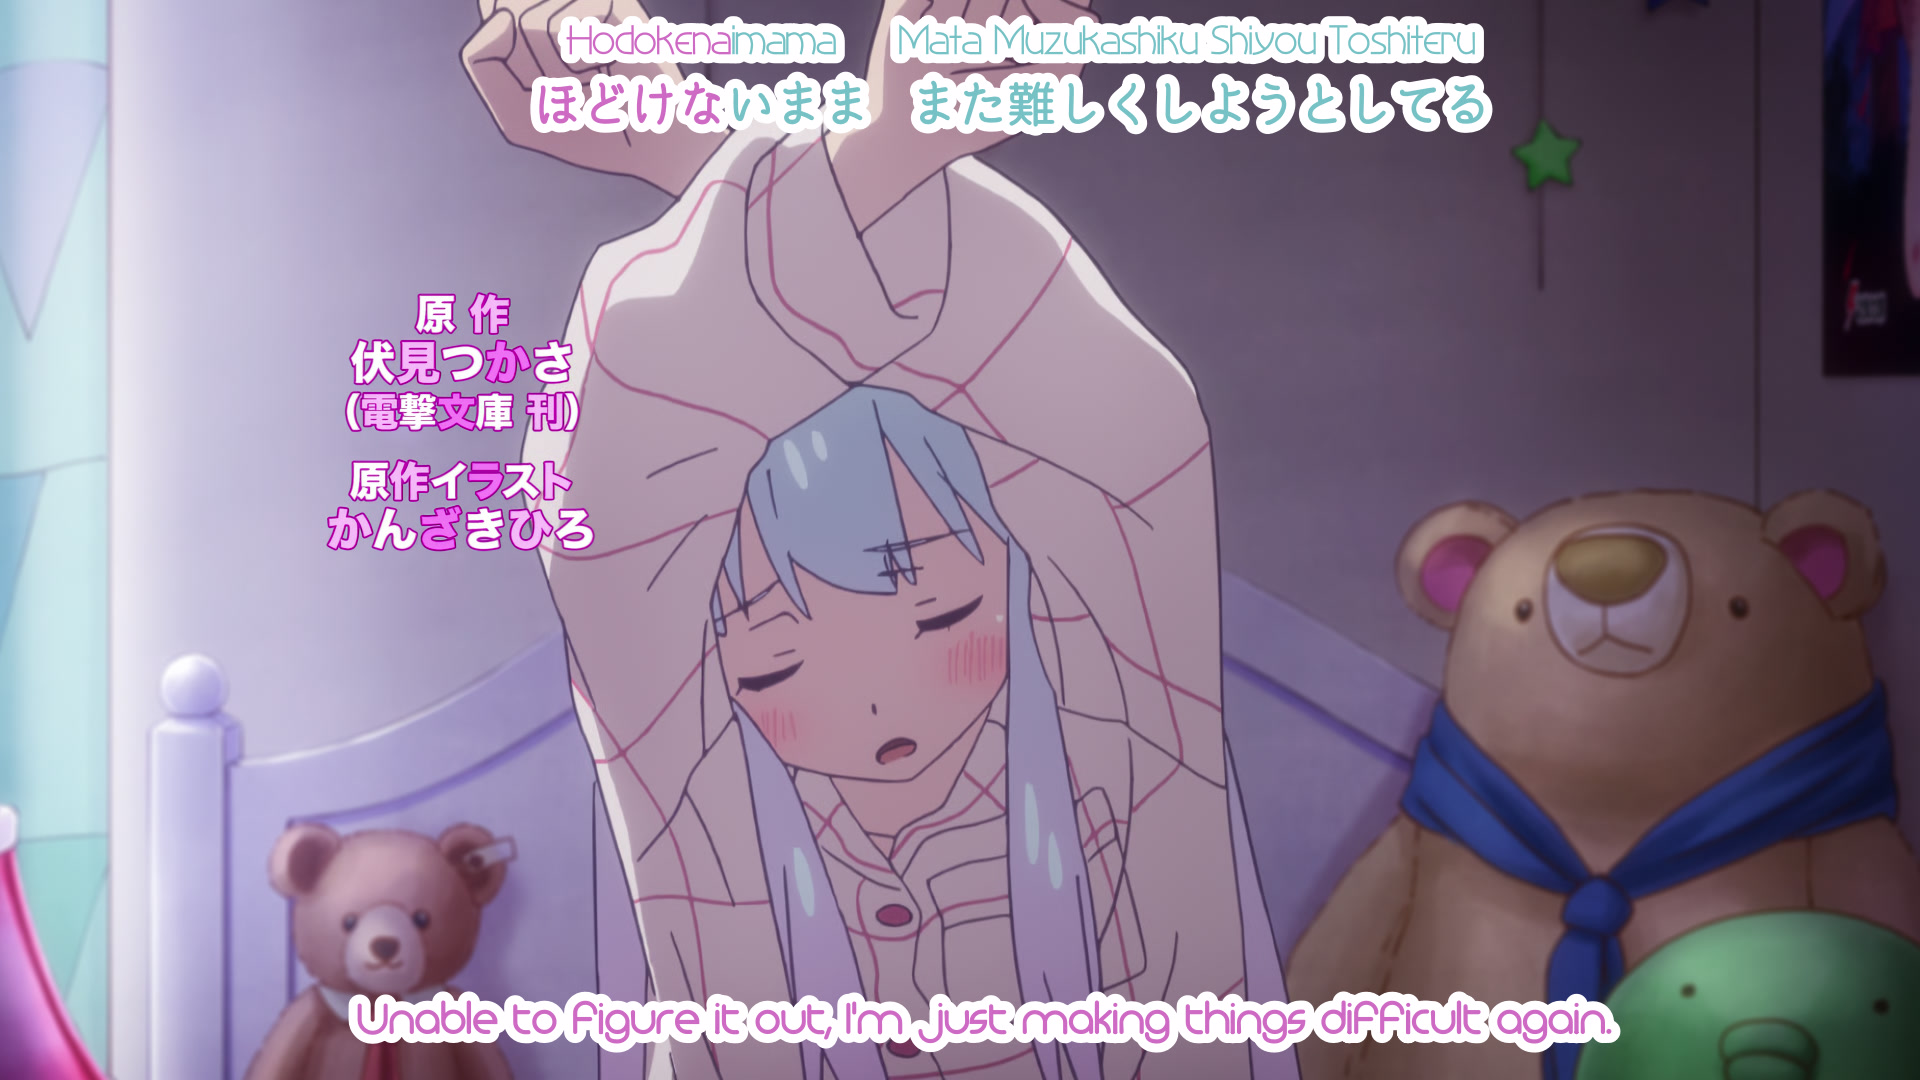 Hodokenaimama Mata Muzukashiku Shiyou Toshiteru
ほどけないまま また難しくしようとしてる
原作
伏見つかさ
(電撃文庫 刊)
原作イラスト
かんざきひろ
Unable to figure it out, I'm just making things difficult again.